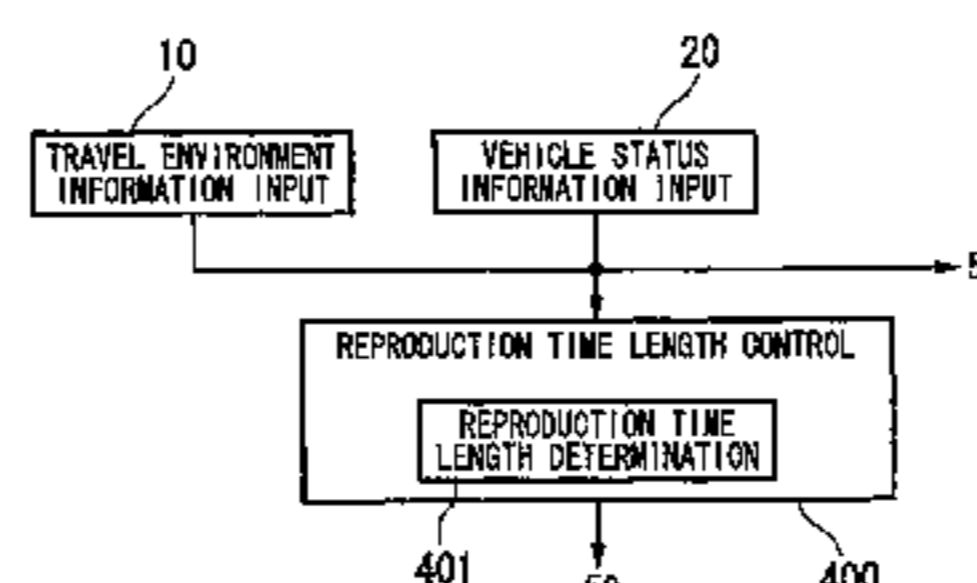 10
20
TRAVEL ENVIRONMENT
INFORMATION INPUT
VEHICLE STATUS
INFORMATION INPUT
REPRODUCTION TIME LENGTH CONTROL
REPRODUCTION TIME
LENGTH DETERMINATION
401
400